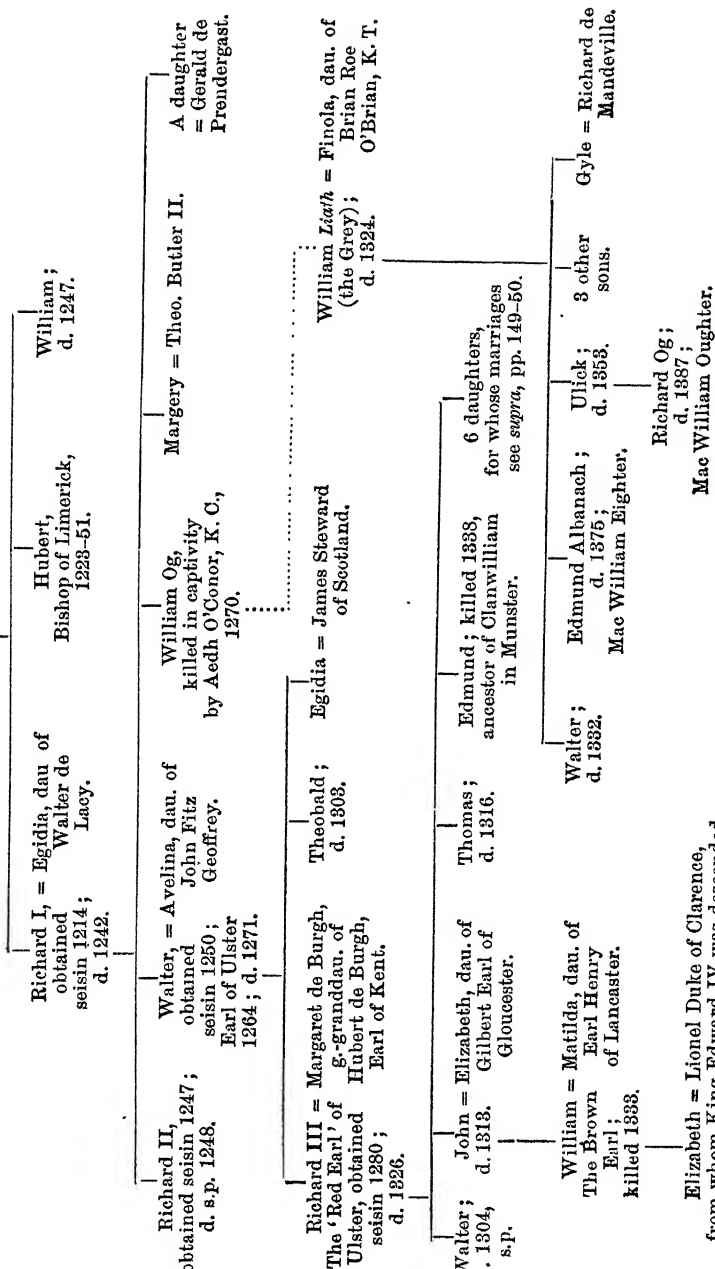 Richard I, = Egidia, dau of
obtained Walter de
seisin 1214; Lacy.
d. 1242.
Hubert,
Bishop of Limerick,
1223–51.
William;
d. 1247.
Richard II,
obtained seisin 1247;
d. s.p. 1248.
Walter, = Avelina, dau. of
obtained John Fitz
seisin 1250; Geoffrey.
Earl of Ulster
1264; d. 1271.
William Og,
killed in captivity
by Aedh O'Conor, K. C.,
1270.
Margery = Theo. Butler II.
A daughter
= Gerald de
Prendergast.
Richard III = Margaret de Burgh,
The 'Red Earl' of g.-granddau. of
Ulster, obtained Hubert de Burgh,
seisin 1280; Earl of Kent.
d. 1326.
Theobald;
d. 1303.
Egidia = James Steward
of Scotland.
William Liath = Finola, dau. of
(the Grey); Brian Roe
d. 1324. O'Brian, K. T.
Walter;
. 1304,
s.p.
John = Elizabeth, dau. of
d. 1313. Gilbert Earl of
Gloucester.
Thomas;
d. 1316.
Edmund; killed 1338,
ancestor of Clanwilliam
in Munster.
6 daughters,
for whose marriages
see supra, pp. 149–50.
William = Matilda, dau. of
The Brown Earl Henry
Earl; of Lancaster.
killed 1333.
Walter;
d. 1332.
Edmund Albanach;
d. 1375;
Mac William Eighter.
Ulick;
d. 1353.
3 other
sons.
Gyle = Richard de
Mandeville.
Elizabeth = Lionel Duke of Clarence,
from whom King Edward IV was descended
Richard Og;
d. 1387;
Mac William Oughter.